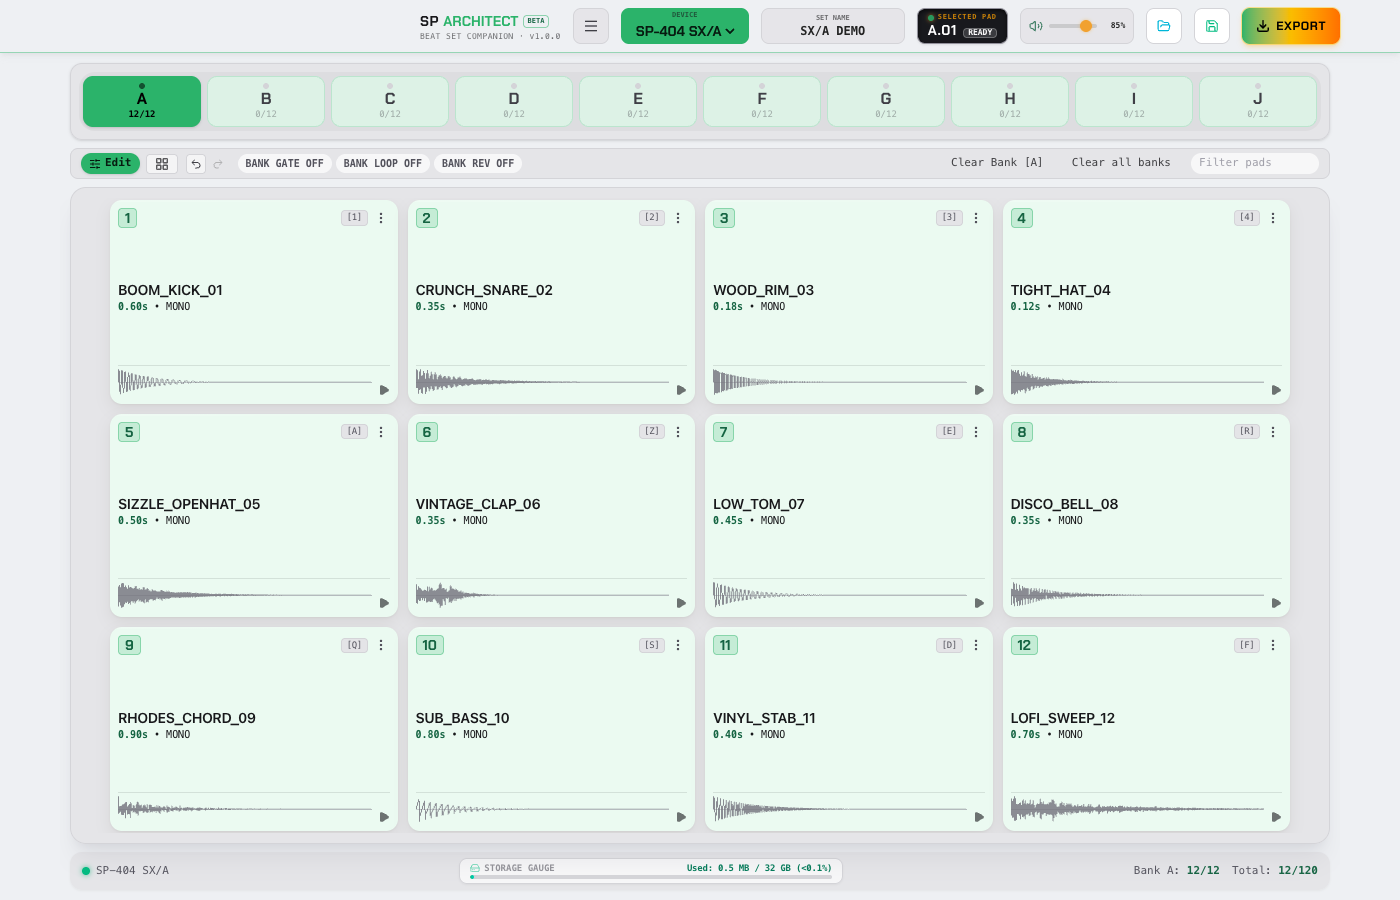 SP ARCHITECT BETA
BEAT SET COMPANION · v1.0.0
DEVICE
SP-404 SX/A
SET NAME
SX/A DEMO
SELECTED PAD
A.01 READY
85%
EXPORT
A
12/12
B
0/12
C
0/12
D
0/12
E
0/12
F
0/12
G
0/12
H
0/12
I
0/12
J
0/12
Edit
BANK GATE OFF
BANK LOOP OFF
BANK REV OFF
Clear Bank [A]
Clear all banks
Filter pads
1 [1]
BOOM_KICK_01
0.60s • MONO
2 [2]
CRUNCH_SNARE_02
0.35s • MONO
3 [3]
WOOD_RIM_03
0.18s • MONO
4 [4]
TIGHT_HAT_04
0.12s • MONO
5 [A]
SIZZLE_OPENHAT_05
0.50s • MONO
6 [Z]
VINTAGE_CLAP_06
0.35s • MONO
7 [E]
LOW_TOM_07
0.45s • MONO
8 [R]
DISCO_BELL_08
0.35s • MONO
9 [Q]
RHODES_CHORD_09
0.90s • MONO
10 [S]
SUB_BASS_10
0.80s • MONO
11 [D]
VINYL_STAB_11
0.40s • MONO
12 [F]
LOFI_SWEEP_12
0.70s • MONO
SP-404 SX/A
STORAGE GAUGE
Used: 0.5 MB / 32 GB (<0.1%)
Bank A: 12/12 Total: 12/120